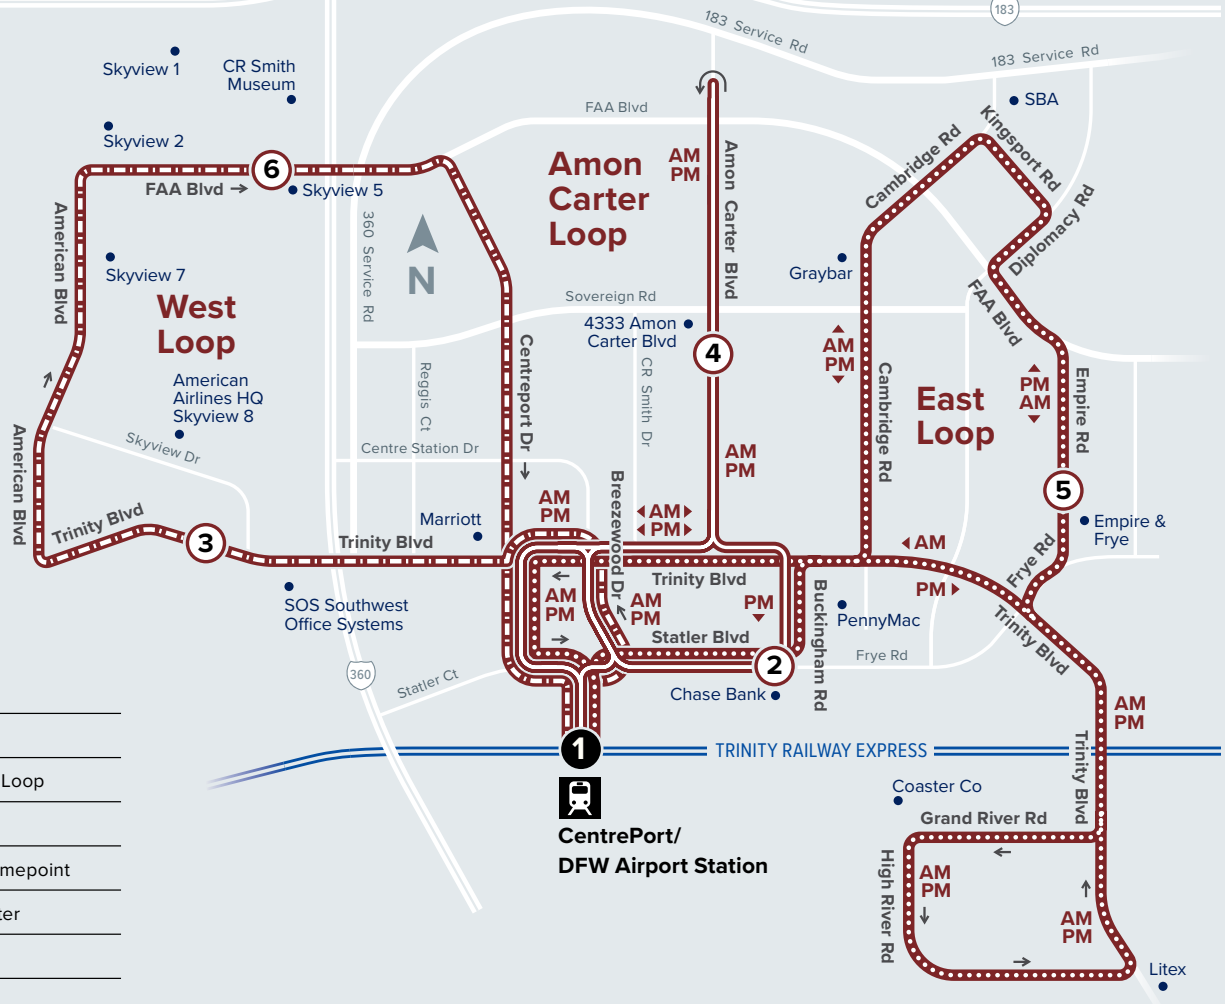 183
183 Service Rd
183 Service Rd
Skyview 1
CR Smith
Museum
Skyview 2
SBA
FAA Blvd
Kingsport Rd
Cambridge Rd
Amon
Carter
Loop
AM
PM
Amon Carter Blvd
6
FAA Blvd
Skyview 5
American Blvd
360 Service Rd
N
Diplomacy Rd
Skyview 7
Graybar
West
Loop
Sovereign Rd
4333 Amon
Carter Blvd
4
FAA Blvd
AM
PM
Centreport Dr
Reggis Ct
CR Smith Dr
Cambridge Rd
American
Airlines HQ
Skyview 8
East
Loop
PM
AM
Empire Rd
American Blvd
Skyview Dr
Centre Station Dr
AM
PM
Breezewood Dr
5
Trinity Blvd
3
Marriott
AM
PM
AM
PM
Empire &
Frye
Trinity Blvd
AM
Frye Rd
Trinity Blvd
PM
SOS Southwest
Office Systems
AM
PM
AM
PM
PM
Buckingham Rd
PennyMac
Trinity Blvd
Statler Blvd
2
Frye Rd
360
Statler Ct
Chase Bank
AM
PM
1
TRINITY RAILWAY EXPRESS
Trinity Blvd
Loop
Coaster Co
Grand River Rd
CentrePort/
DFW Airport Station
High River Rd
AM
PM
AM
PM
mepoint
ter
Litex